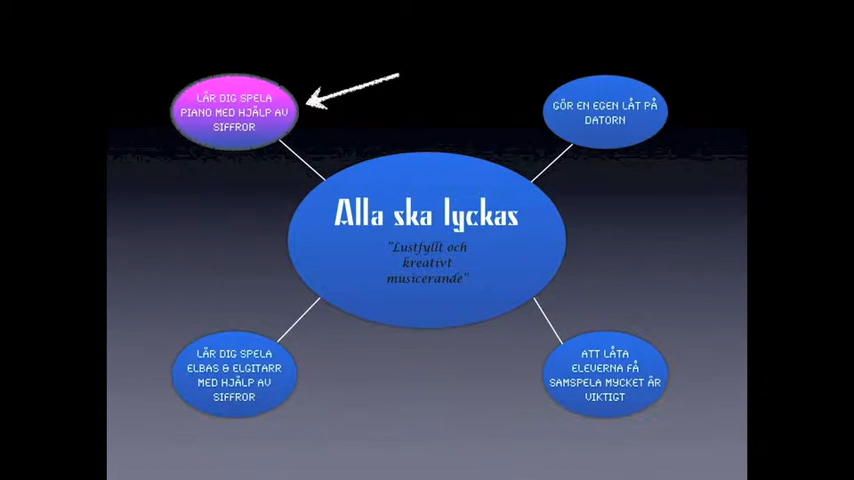 LÄR DIG SPELA
PIANO MED HJÄLP AV
SIFFROR
GÖR EN EGEN LÅT PÅ
DATORN
Alla ska lyckas
"Lustfyllt och
kreativt
musicerande"
LÄR DIG SPELA
ELBAS & ELGITARR
MED HJÄLP AV
SIFFROR
ATT LÅTA
ELEVERNA FÅ
SAMSPELA MYCKET ÄR
VIKTIGT